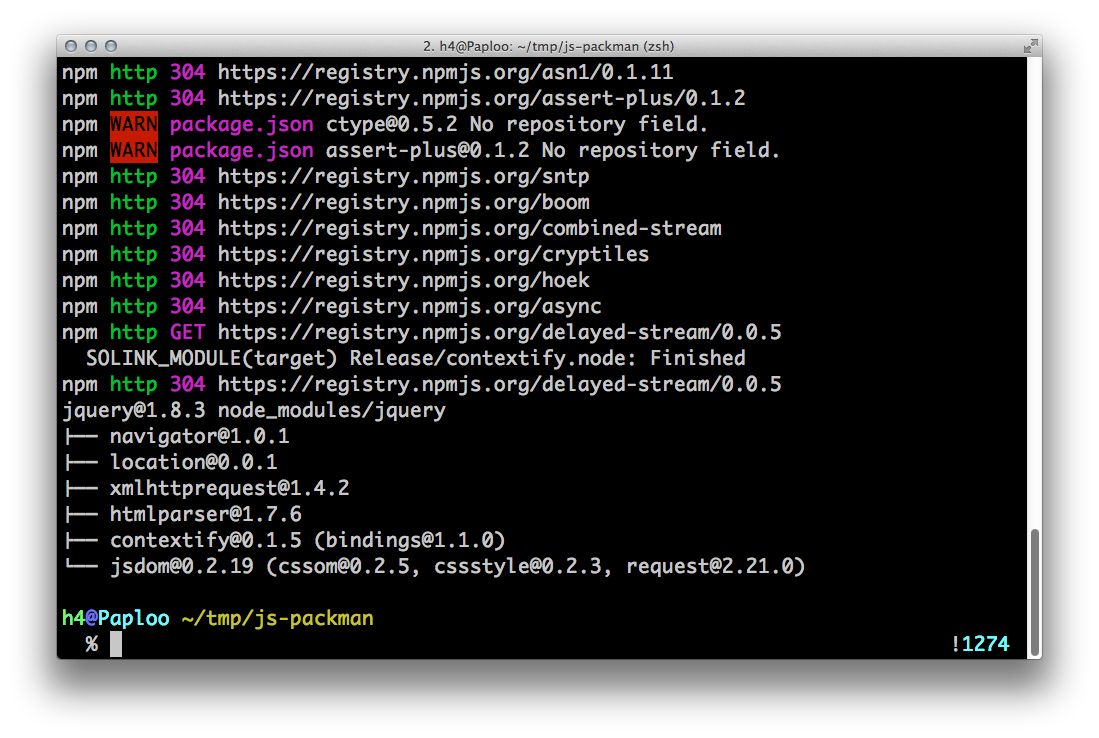 2. h4@Paploo: ~/tmp/js-packman (zsh)
npm http 304 https://registry.npmjs.org/asn1/0.1.11
npm http 304 https://registry.npmjs.org/assert-plus/0.1.2
npm WARN package.json ctype@0.5.2 No repository field.
npm WARN package.json assert-plus@0.1.2 No repository field.
npm http 304 https://registry.npmjs.org/sntp
npm http 304 https://registry.npmjs.org/boom
npm http 304 https://registry.npmjs.org/combined-stream
npm http 304 https://registry.npmjs.org/cryptiles
npm http 304 https://registry.npmjs.org/hoek
npm http 304 https://registry.npmjs.org/async
npm http GET https://registry.npmjs.org/delayed-stream/0.0.5
  SOLINK_MODULE(target) Release/contextify.node: Finished
npm http 304 https://registry.npmjs.org/delayed-stream/0.0.5
jquery@1.8.3 node_modules/jquery
├── navigator@1.0.1
├── location@0.0.1
├── xmlhttprequest@1.4.2
├── htmlparser@1.7.6
├── contextify@0.1.5 (bindings@1.1.0)
└── jsdom@0.2.19 (cssom@0.2.5, cssstyle@0.2.3, request@2.21.0)
h4@Paploo ~/tmp/js-packman
  % !1274